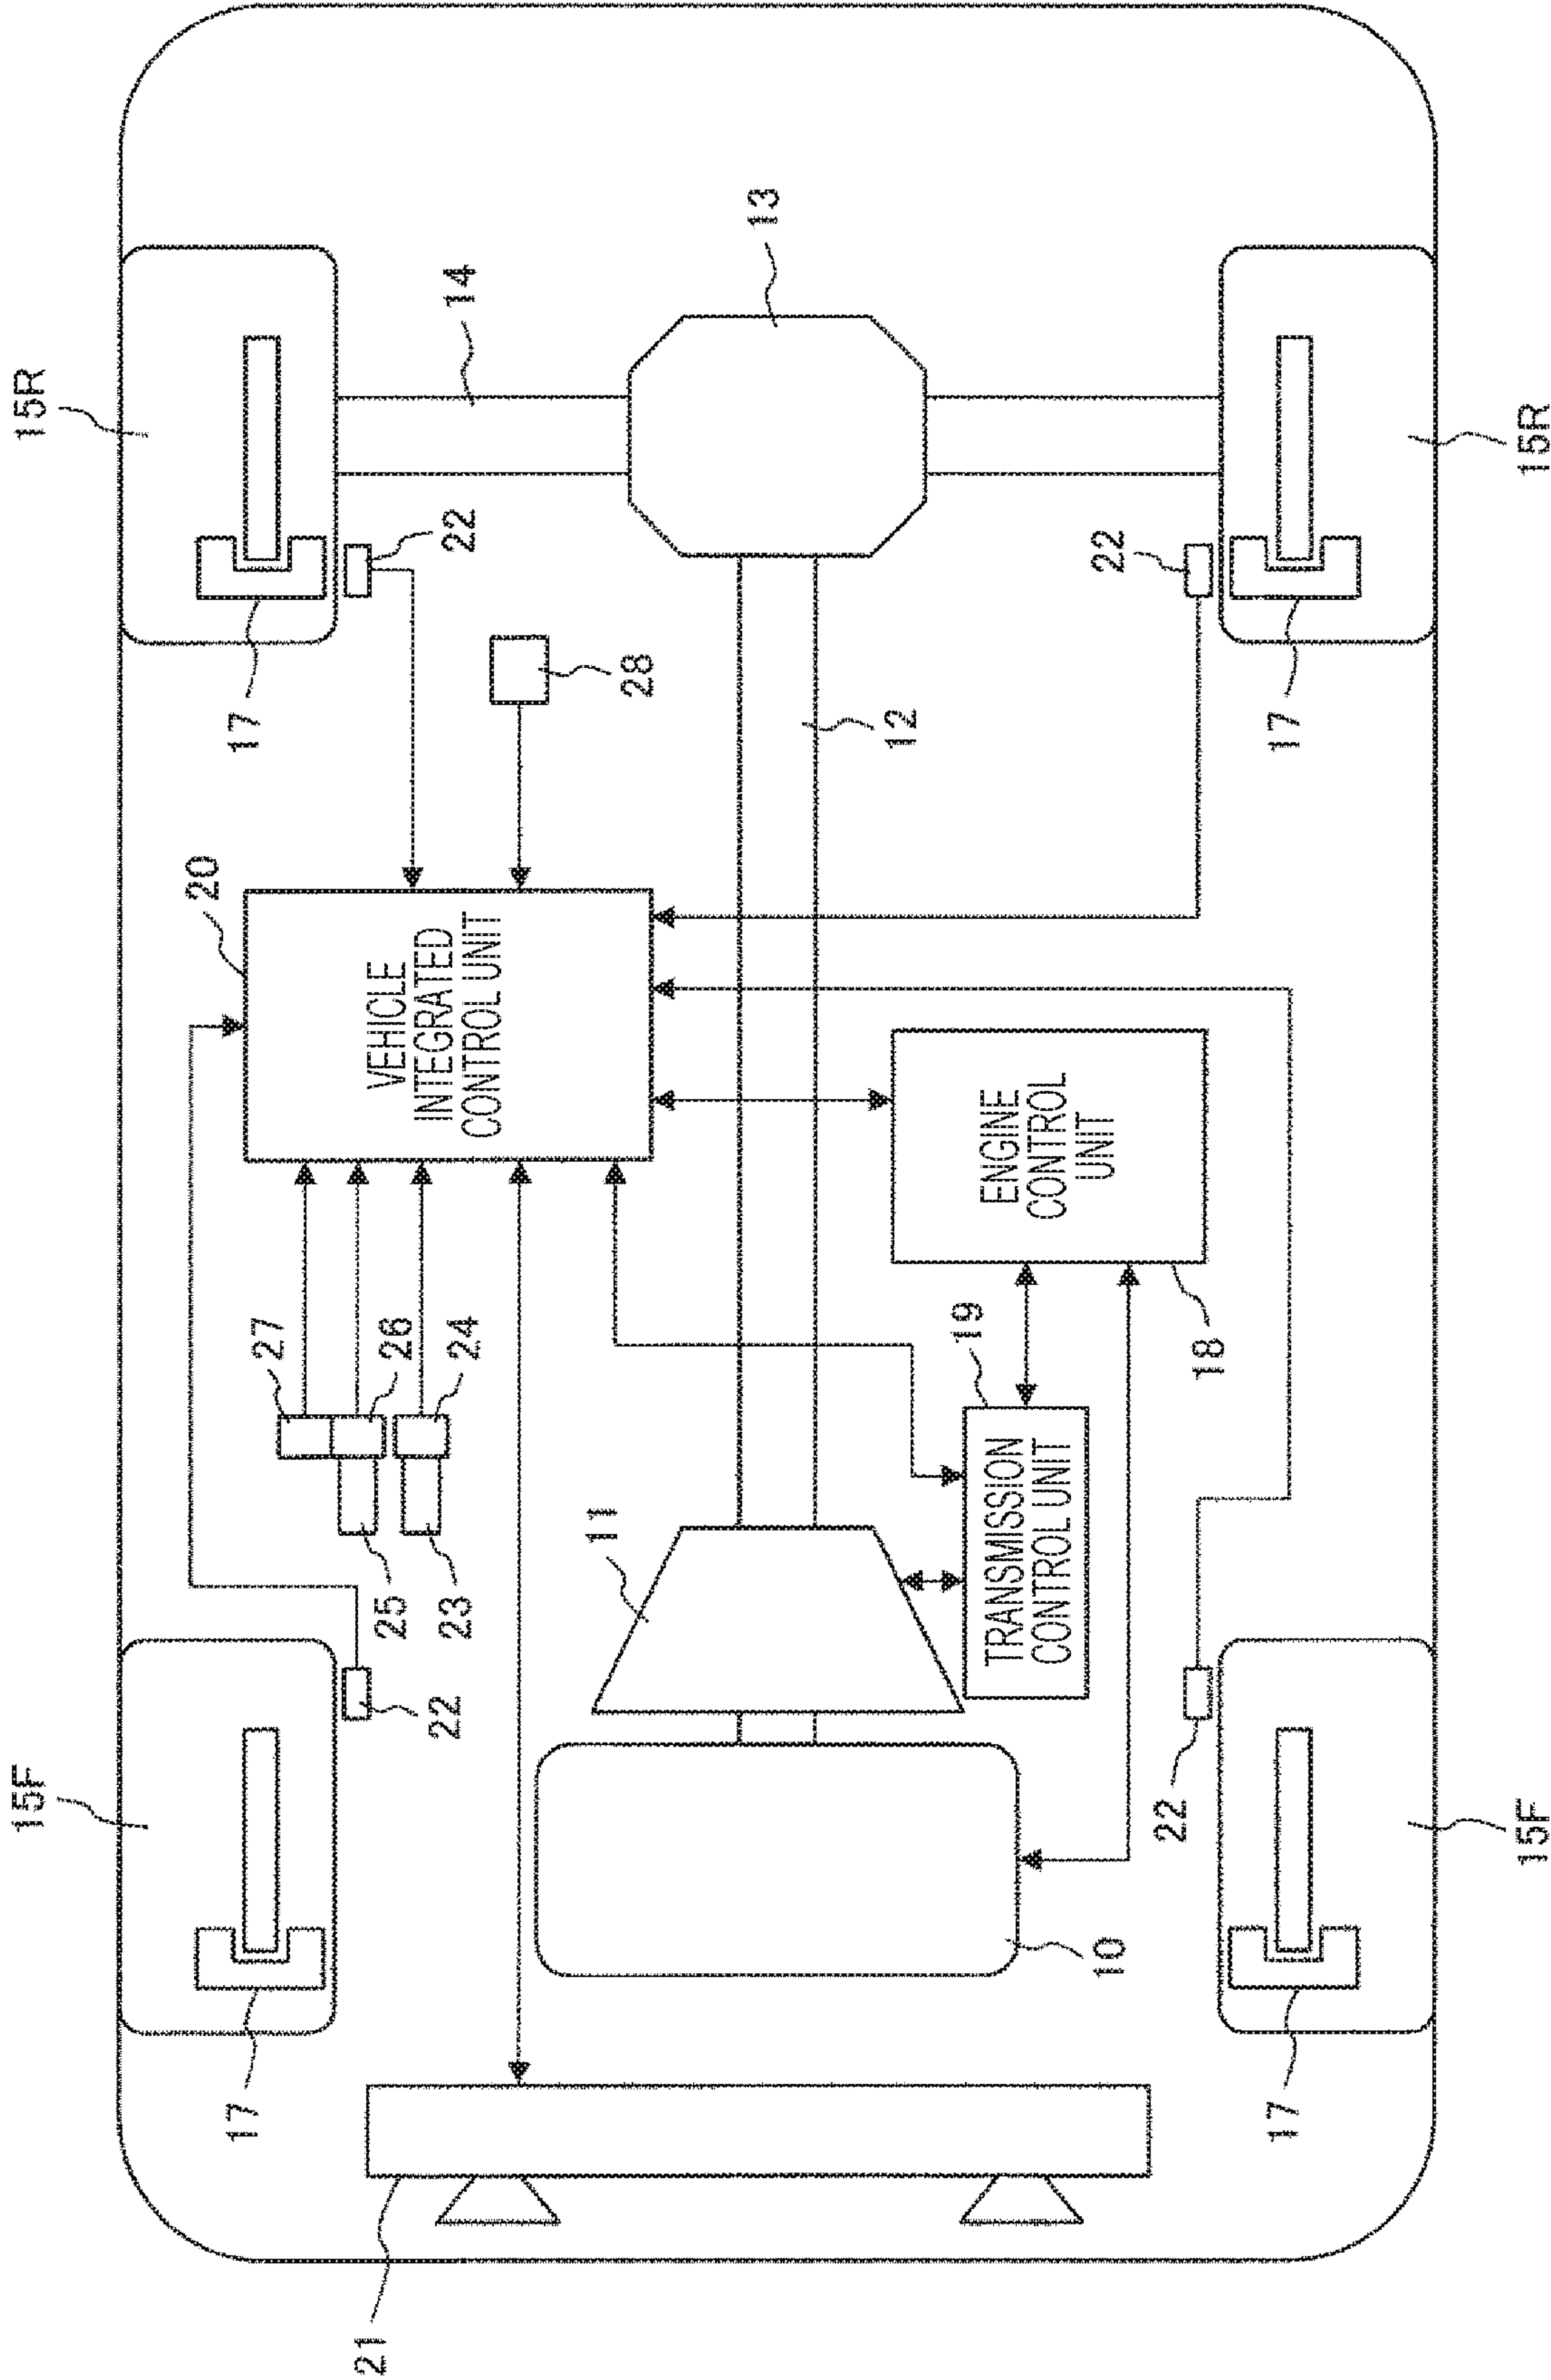 15F
15R
17
17
22
22
27
20
25
26
23
24
VEHICLE
INTEGRATED
CONTROL UNIT
14
28
21
11
13
12
19
TRANSMISSION
CONTROL UNIT
ENGINE
CONTROL
UNIT
10
18
22
22
17
17
15F
15R